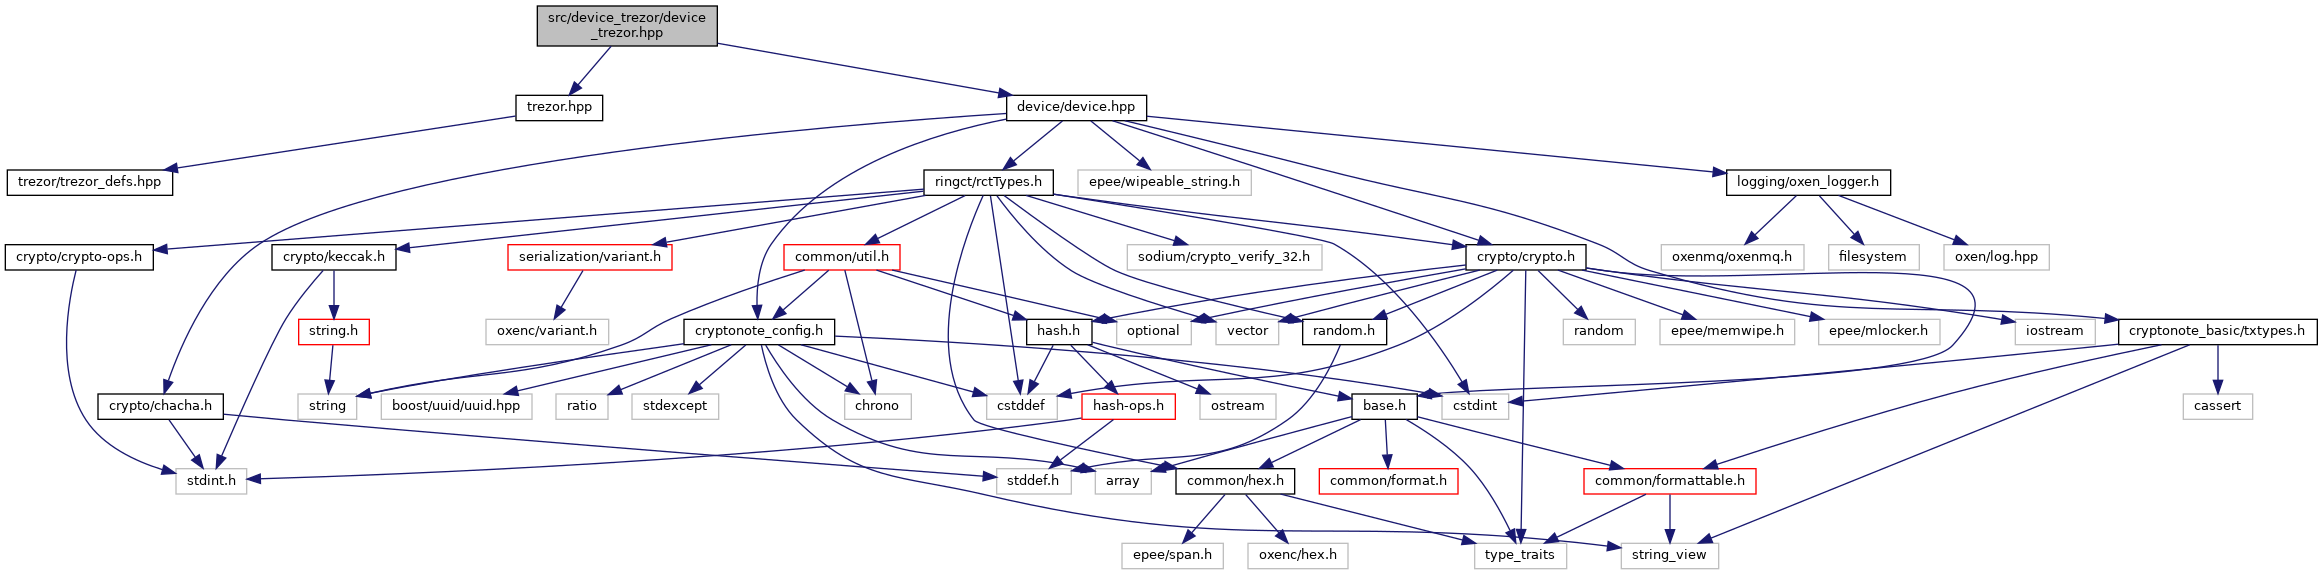 src/device_trezor/device
_trezor.hpp
trezor.hpp
device/device.hpp
trezor/trezor_defs.hpp
ringct/rctTypes.h
epee/wipeable_string.h
logging/oxen_logger.h
crypto/crypto-ops.h
crypto/keccak.h
serialization/variant.h
common/util.h
sodium/crypto_verify_32.h
crypto/crypto.h
oxenmq/oxenmq.h
filesystem
oxen/log.hpp
string.h
oxenc/variant.h
cryptonote_config.h
hash.h
optional
vector
random.h
random
epee/memwipe.h
epee/mlocker.h
iostream
cryptonote_basic/txtypes.h
crypto/chacha.h
string
boost/uuid/uuid.hpp
ratio
stdexcept
chrono
cstddef
hash-ops.h
ostream
base.h
cstdint
cassert
stdint.h
stddef.h
array
common/hex.h
common/format.h
common/formattable.h
epee/span.h
oxenc/hex.h
type_traits
string_view